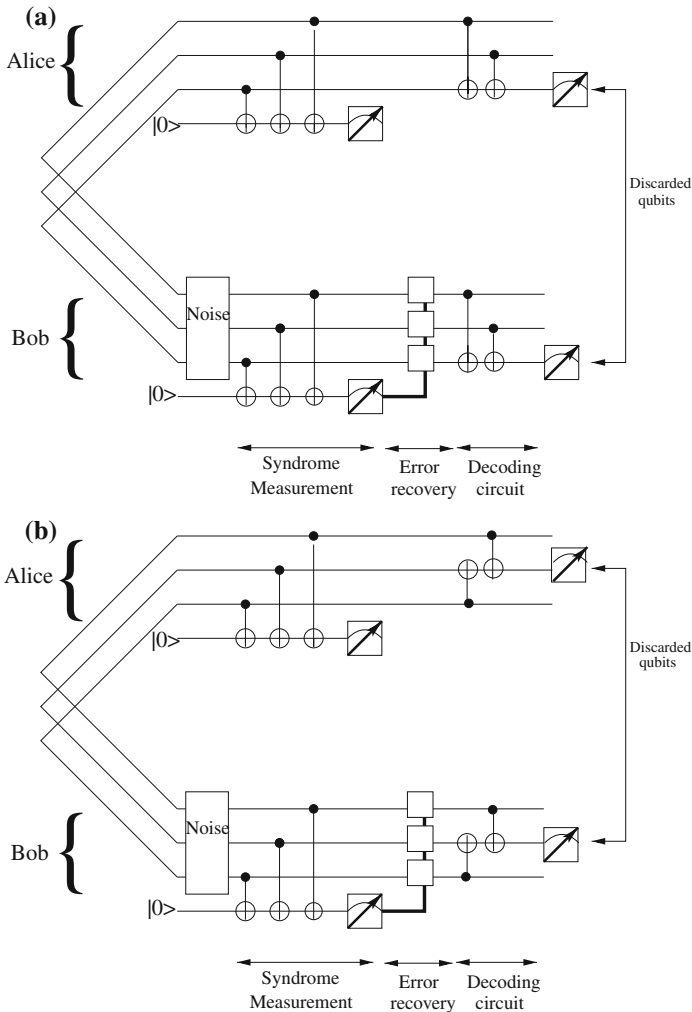 (a)
Alice
|0>
Discarded
qubits
Noise
Bob
|0>
Syndrome
Measurement
Error
recovery
Decoding
circuit
(b)
Alice
|0>
Discarded
qubits
Noise
Bob
|0>
Syndrome
Measurement
Error
recovery
Decoding
circuit